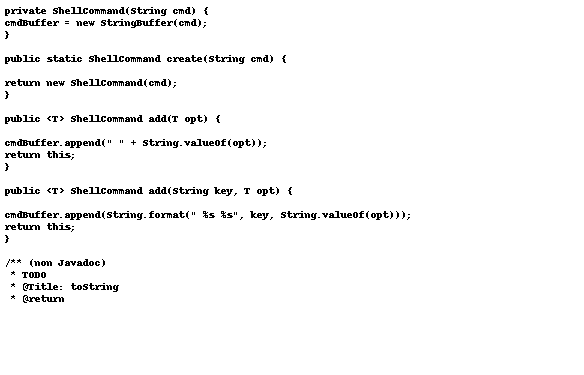 private ShellCommand(String cmd) {
cmdBuffer = new StringBuffer(cmd);
}
public static ShellCommand create(String cmd) {
return new ShellCommand(cmd);
}
public <T> ShellCommand add(T opt) {
cmdBuffer.append(" " + String.valueOf(opt));
return this;
}
public <T> ShellCommand add(String key, T opt) {
cmdBuffer.append(String.format(" %s %s", key, String.valueOf(opt)));
return this;
}
/** (non Javadoc)
 * TODO
 * @Title: toString
 * @return